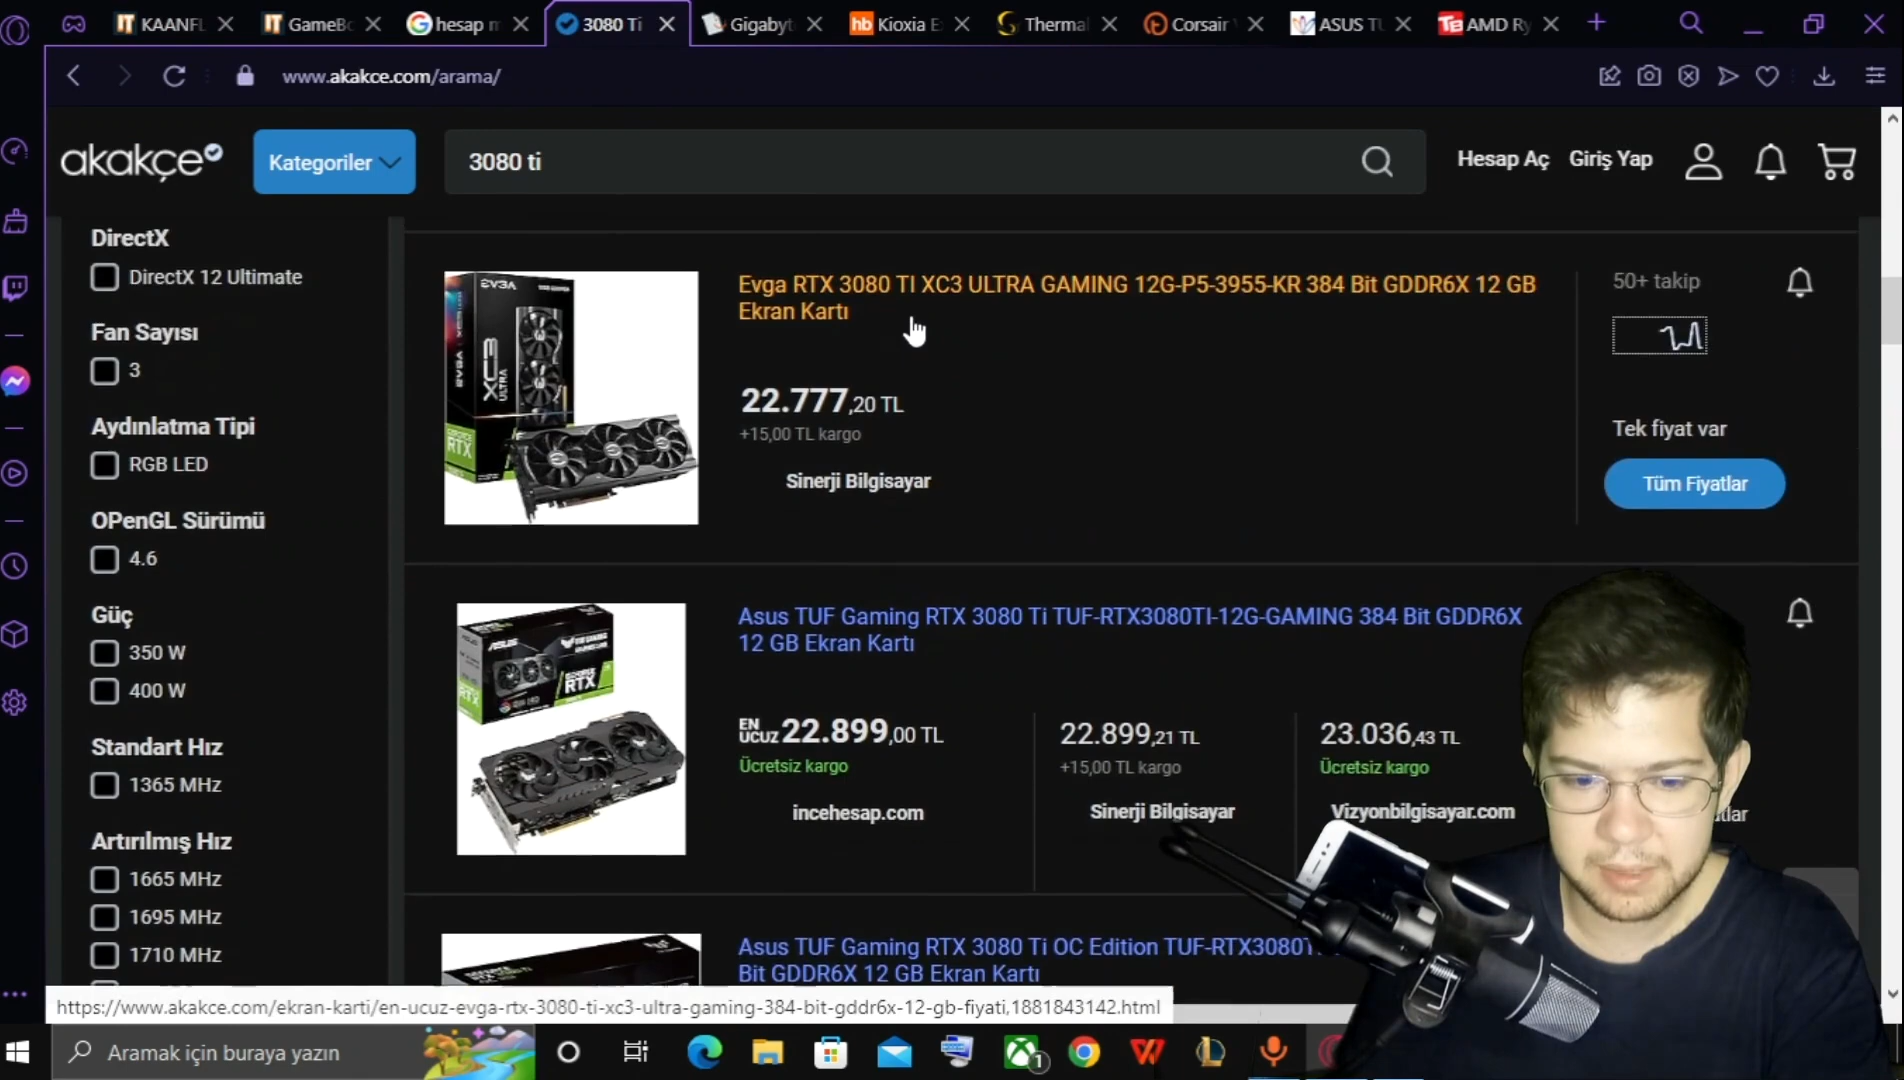 KAANFL
GameBo
hesap m
3080 Ti
Gigabyt
Kioxia E
Thermal
Corsair
ASUS TU
AMD Ry
www.akakce.com/arama/
akakçe
Kategoriler
3080 ti
Hesap Aç
Giriş Yap
DirectX
DirectX 12 Ultimate
Fan Sayısı
3
Aydınlatma Tipi
RGB LED
OPenGL Sürümü
4.6
Güç
350 W
400 W
Standart Hız
1365 MHz
Artırılmış Hız
1665 MHz
1695 MHz
1710 MHz
EVGA
XC3
ULTRA
RTX
Evga RTX 3080 TI XC3 ULTRA GAMING 12G-P5-3955-KR 384 Bit GDDR6X 12 GB
Ekran Kartı
22.777,20 TL
+15,00 TL kargo
Sinerji Bilgisayar
50+ takip
Tek fiyat var
Tüm Fiyatlar
Asus TUF Gaming RTX 3080 Ti TUF-RTX3080TI-12G-GAMING 384 Bit GDDR6X
12 GB Ekran Kartı
EN UCUZ 22.899,00 TL
Ücretsiz kargo
incehesap.com
22.899,21 TL
+15,00 TL kargo
Sinerji Bilgisayar
23.036,43 TL
Ücretsiz kargo
Vizyonbilgisayar.com
tlar
Asus TUF Gaming RTX 3080 Ti OC Edition TUF-RTX3080T
Bit GDDR6X 12 GB Ekran Kartı
https://www.akakce.com/ekran-karti/en-ucuz-evga-rtx-3080-ti-xc3-ultra-gaming-384-bit-gddr6x-12-gb-fiyati,1881843142.html
Aramak için buraya yazın
1